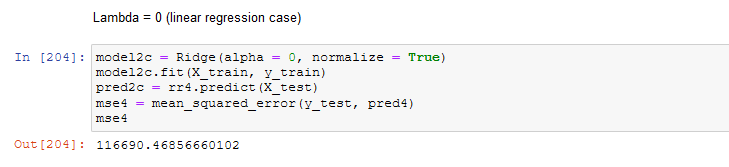 Lambda = 0 (linear regression case)
In [204]: model2c = Ridge(alpha = 0, normalize = True)
model2c.fit(X_train, y_train)
pred2c = rr4.predict(X_test)
mse4 = mean_squared_error(y_test, pred4)
mse4
Out[204]: 116690.46856660102